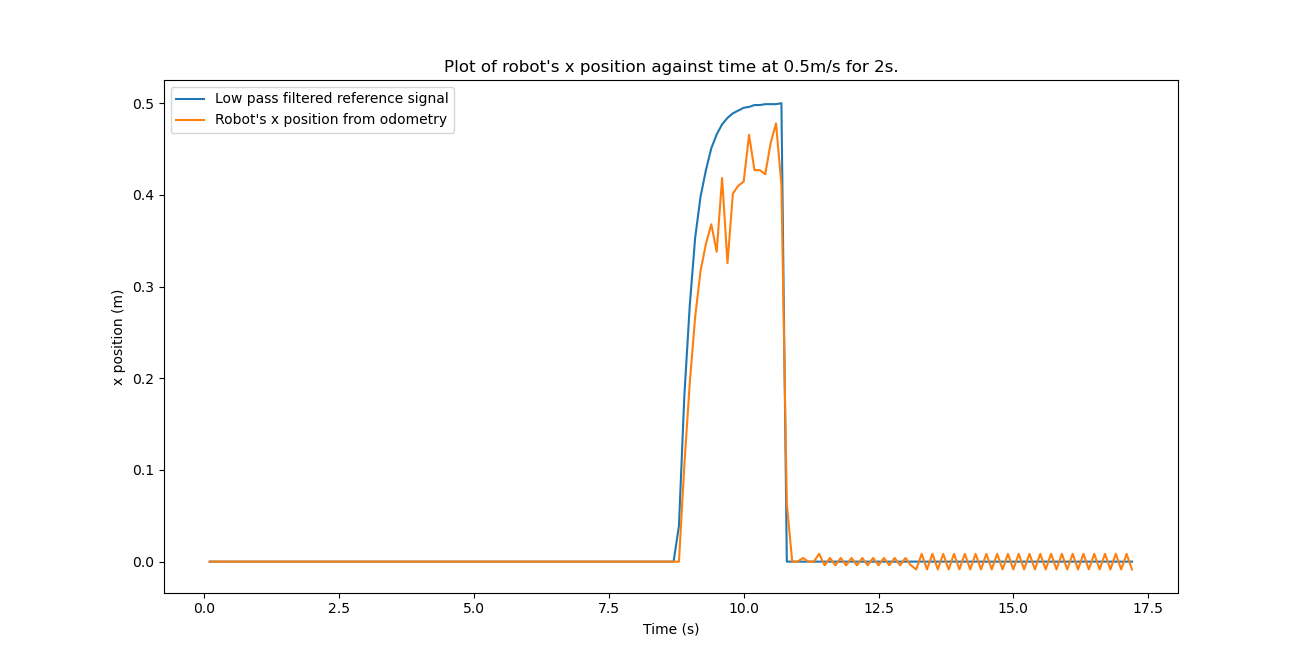 Plot of robot's x position against time at 0.5m/s for 2s.
Low pass filtered reference signal
Robot's x position from odometry
0.5
0.4
0.3
0.2
0.1
0.0
x position (m)
0.0 2.5 5.0 7.5 10.0 12.5 15.0 17.5
Time (s)